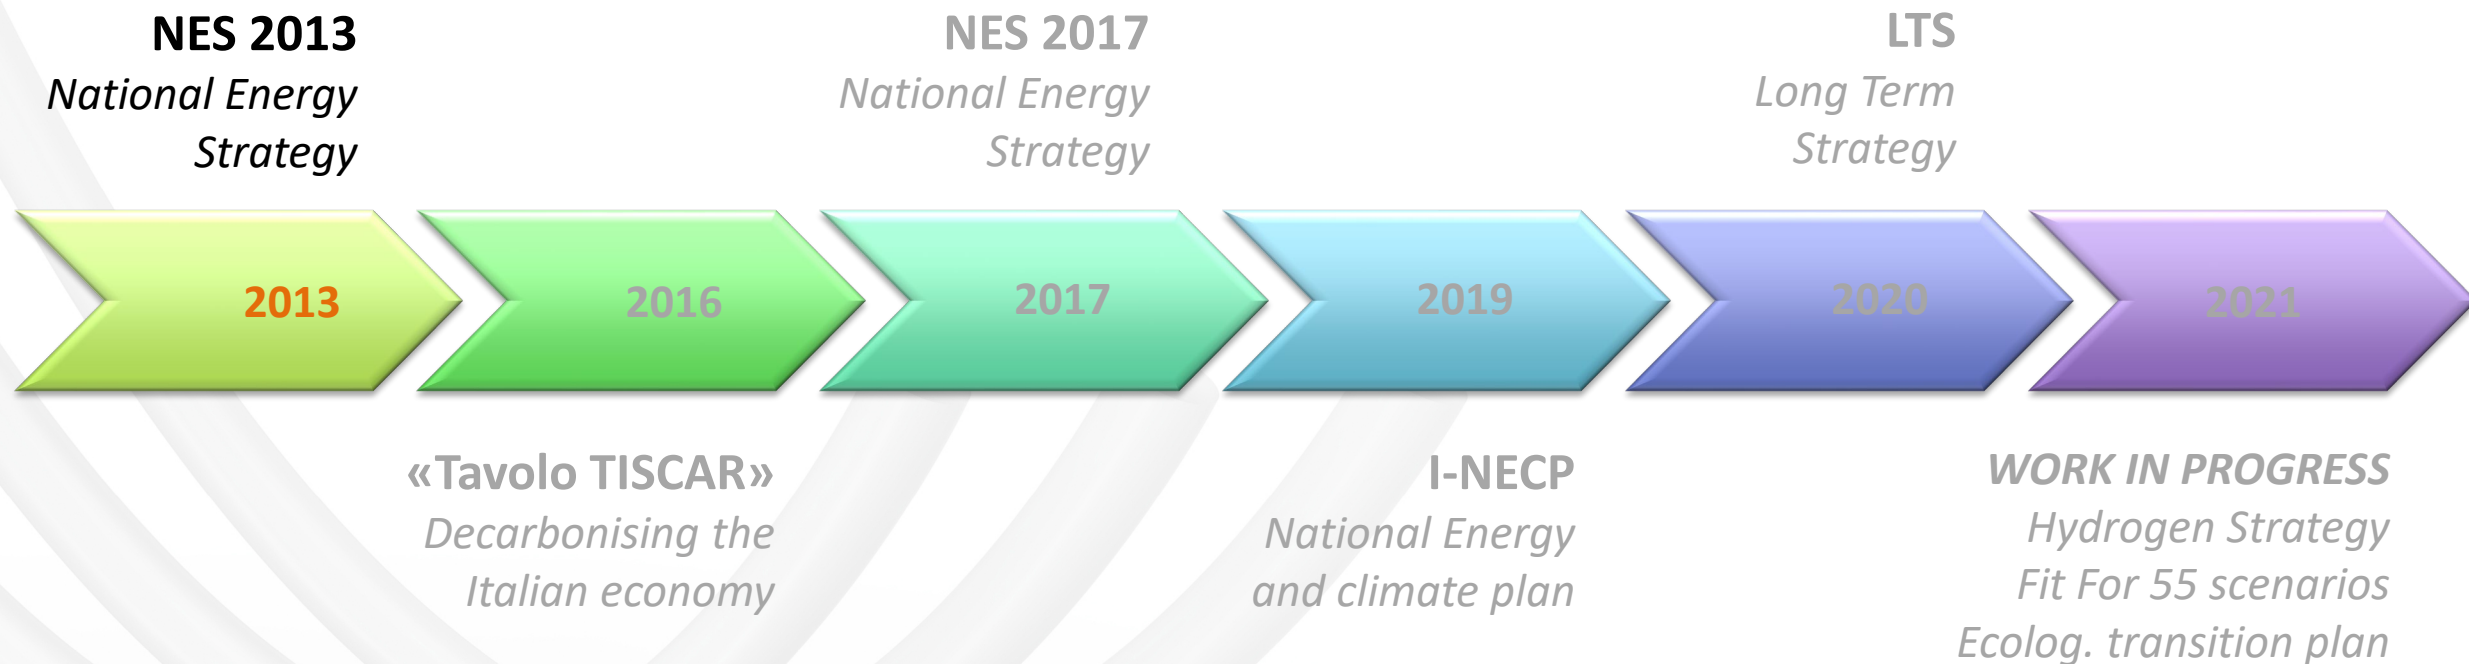 NES 2013
National Energy
Strategy
NES 2017
National Energy
Strategy
LTS
Long Term
Strategy
2013
2016
2017
2019
2020
2021
«Tavolo TISCAR»
Decarbonising the
Italian economy
I-NECP
National Energy
and climate plan
WORK IN PROGRESS
Hydrogen Strategy
Fit For 55 scenarios
Ecolog. transition plan